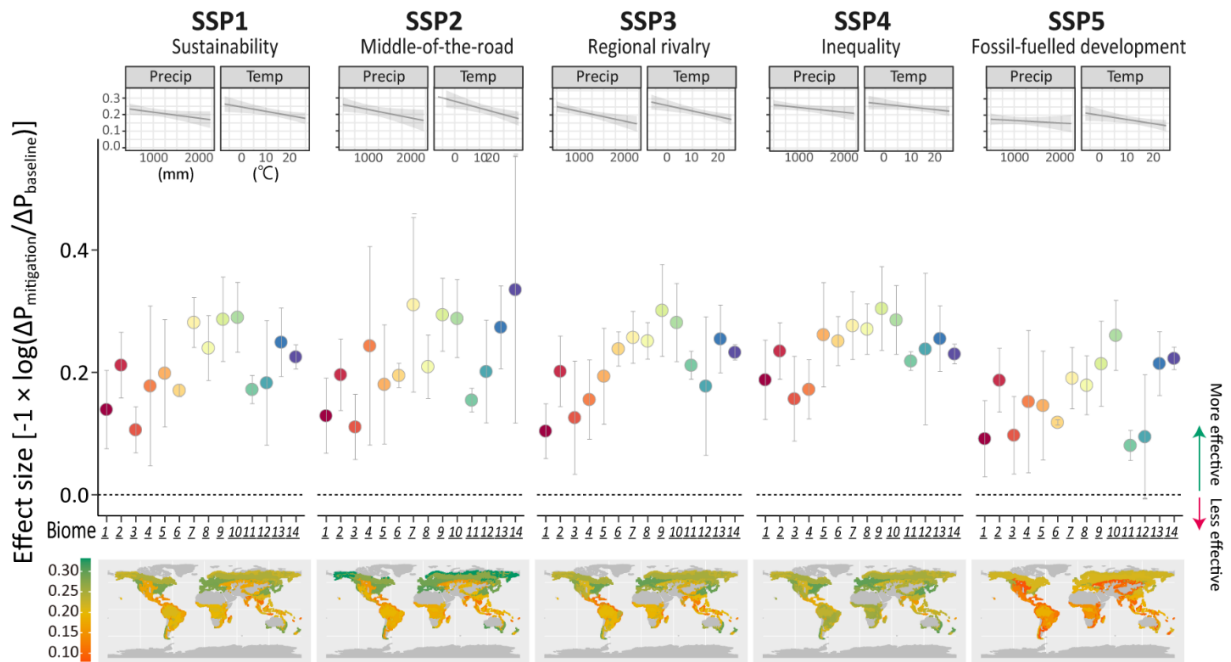 SSP1 SSP2 SSP3 SSP4 SSP5
Sustainability Middle-of-the-road Regional rivalry Inequality Fossil-fuelled development
Precip Temp Precip Temp Precip Temp Precip Temp Precip Temp
0.3
0.2
0.1
0.0
1000 2000 0 10 20 1000 2000 0 10 20 1000 2000 0 10 20 1000 2000 0 10 20 1000 2000 0 10 20
(mm) (℃)
Effect size [-1 × log(ΔPmitigation/ΔPbaseline)]
0.4
0.2
0.0
More effective
Less effective
Biome
1 2 3 4 5 6 7 8 9 10 11 12 13 14 1 2 3 4 5 6 7 8 9 10 11 12 13 14 1 2 3 4 5 6 7 8 9 10 11 12 13 14 1 2 3 4 5 6 7 8 9 10 11 12 13 14 1 2 3 4 5 6 7 8 9 10 11 12 13 14
0.30
0.25
0.20
0.15
0.10